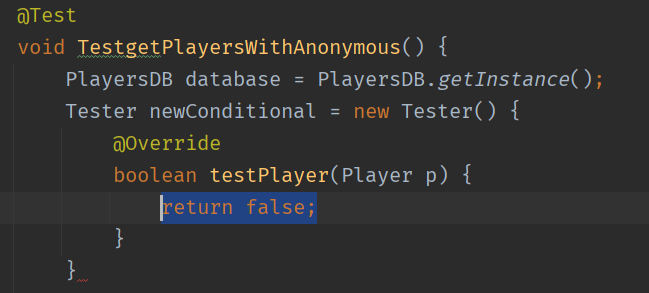 @Test
void TestgetPlayersWithAnonymous() {
    PlayersDB database = PlayersDB.getInstance();
    Tester newConditional = new Tester() {
        @Override
        boolean testPlayer(Player p) {
            return false;
        }
    }